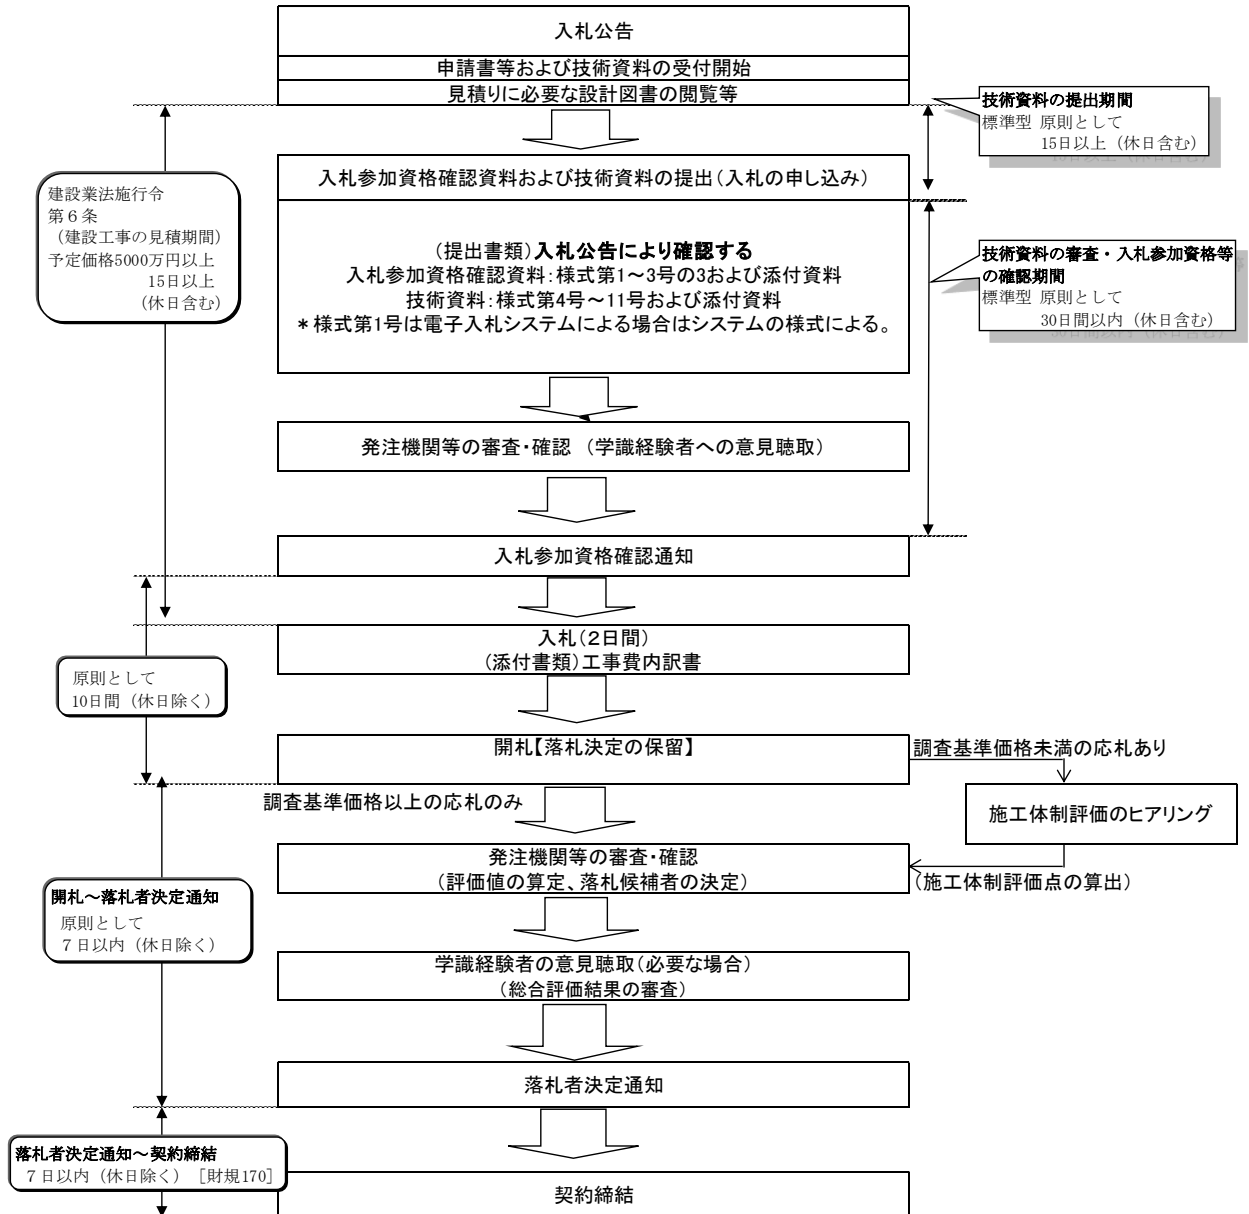 入札公告
申請書等および技術資料の受付開始
見積りに必要な設計図書の閲覧等
技術資料の提出期間
標準型 原則として
15日以上（休日含む）
入札参加資格確認資料および技術資料の提出（入札の申し込み）
建設業法施行令
第６条
（建設工事の見積期間）
予定価格5000万円以上
15日以上
（休日含む）
（提出書類）入札公告により確認する
入札参加資格確認資料：様式第1～3号の3および添付資料
技術資料：様式第4号～11号および添付資料
＊様式第1号は電子入札システムによる場合はシステムの様式による。
技術資料の審査・入札参加資格等
の確認期間
標準型 原則として
30日間以内（休日含む）
発注機関等の審査・確認 （学識経験者への意見聴取）
入札参加資格確認通知
入札（２日間）
（添付書類）工事費内訳書
原則として
10日間（休日除く）
開札【落札決定の保留】
調査基準価格未満の応札あり
調査基準価格以上の応札のみ
施工体制評価のヒアリング
発注機関等の審査・確認
（評価値の算定、落札候補者の決定）
（施工体制評価点の算出）
開札～落札者決定通知
原則として
７日以内（休日除く）
学識経験者の意見聴取（必要な場合）
（総合評価結果の審査）
落札者決定通知
落札者決定通知～契約締結
７日以内（休日除く）［財規170］
契約締結